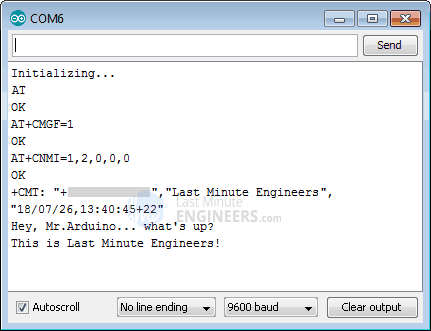 COM6
Send
Initializing...
AT
OK
AT+CMGF=1
OK
AT+CNMI=1,2,0,0,0
OK
+CMT: "+","Last Minute Engineers",
"18/07/26,13:40:45+22"
Hey, Mr.Arduino... what's up?
This is Last Minute Engineers!
Last Minute
ENGINEERS.com
Autoscroll
No line ending
9600 baud
Clear output